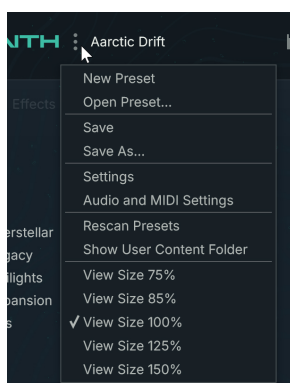 NTH
Aarctic Drift
New Preset
Effects
Open Preset...
Save
Save As...
Settings
Audio and MIDI Settings
Rescan Presets
erstellar
Show User Content Folder
gacy
View Size 75%
ilights
View Size 85%
pansion
✓ View Size 100%
s
View Size 125%
View Size 150%